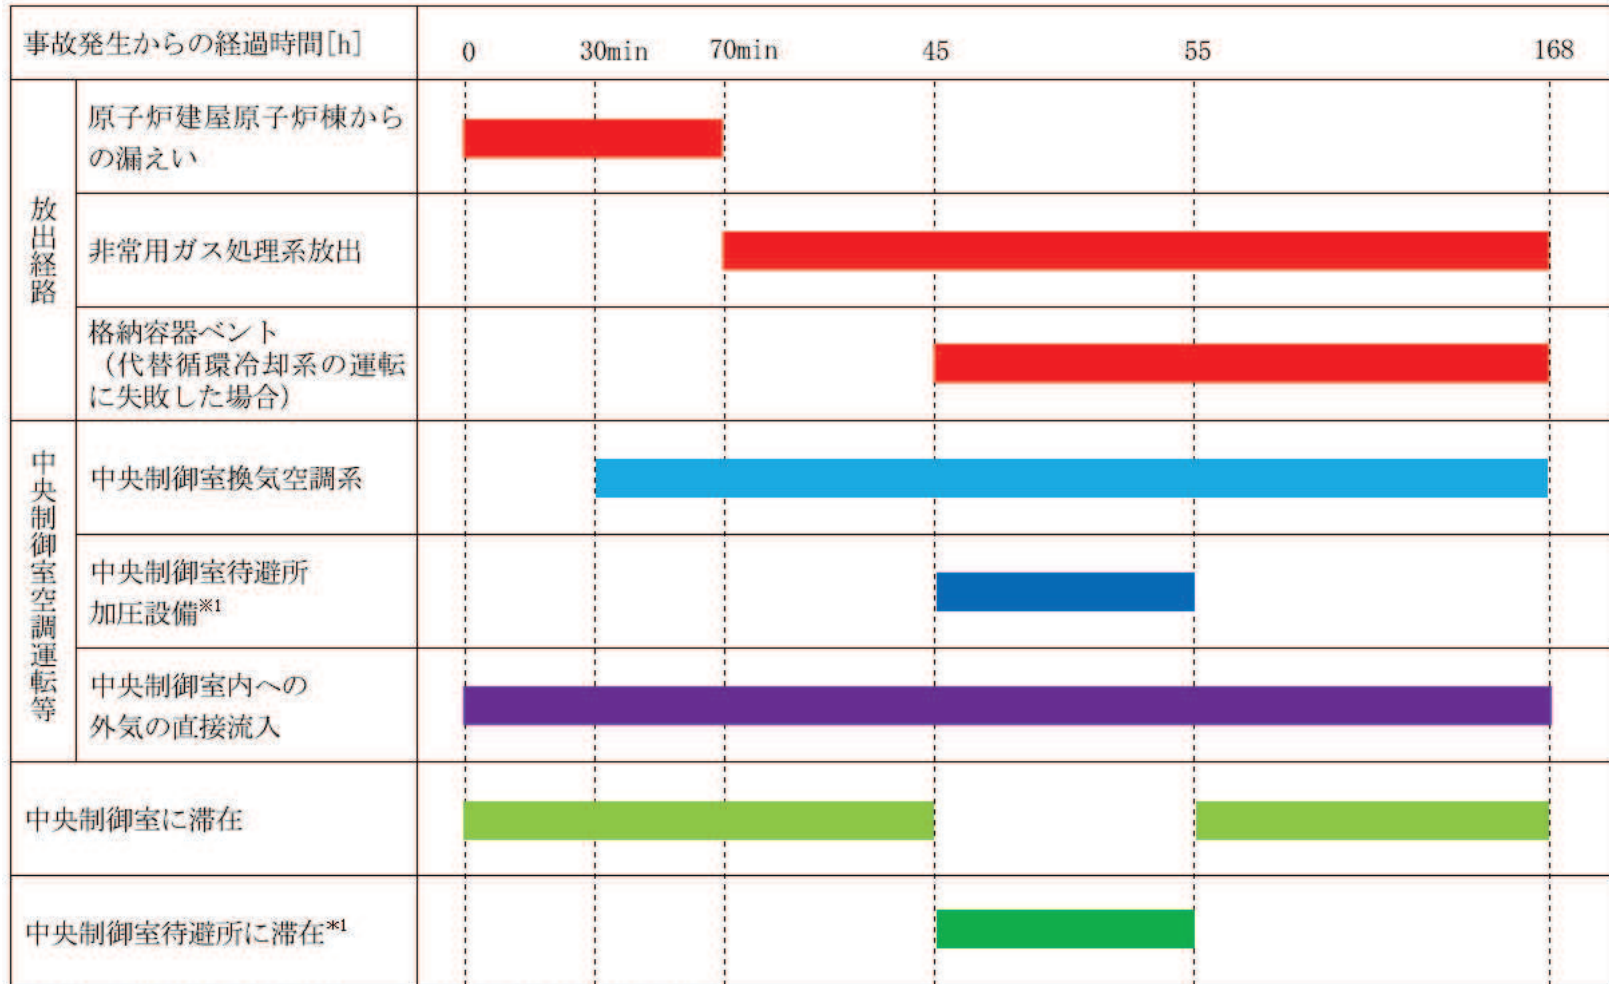 事故発生からの経過時間[h]
0 30min 70min 45 55 168
放出経路
原子炉建屋原子炉棟から
の漏えい
非常用ガス処理系放出
格納容器ベント
（代替循環冷却系の運転
に失敗した場合）
中央制御室空調運転等
中央制御室換気空調系
中央制御室待避所
加圧設備※1
中央制御室内への
外気の直接流入
中央制御室に滞在
中央制御室待避所に滞在*1